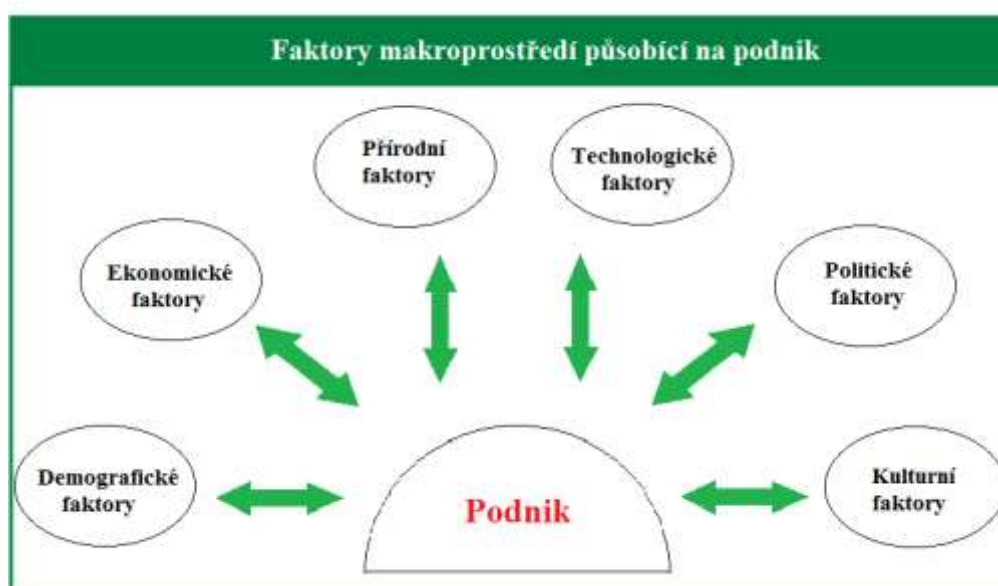 Faktory makroprostředí působící na podnik
Přírodní
faktory
Technologické
faktory
Ekonomické
faktory
Politické
faktory
Demografické
faktory
Kulturní
faktory
Podnik